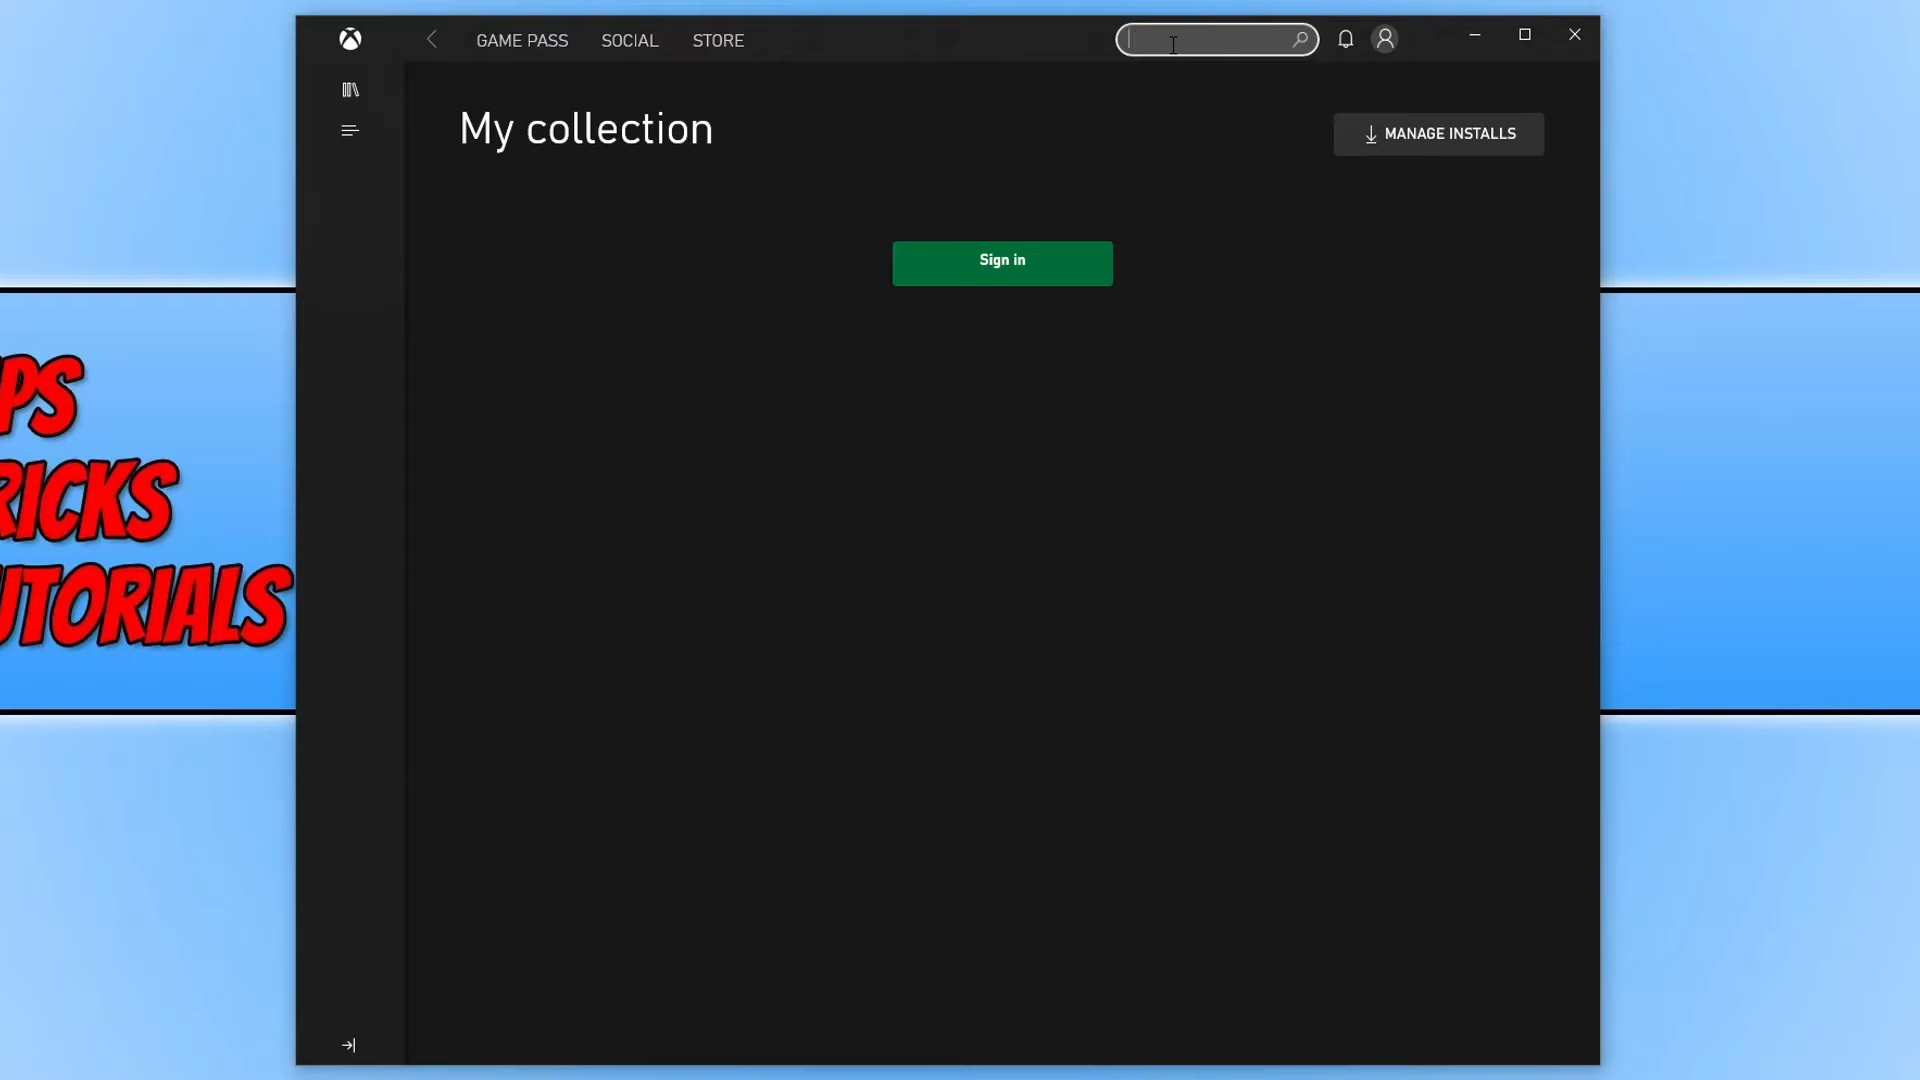 GAME PASS SOCIAL STORE
My collection
MANAGE INSTALLS
Sign in
PS
RICKS
UTORIALS